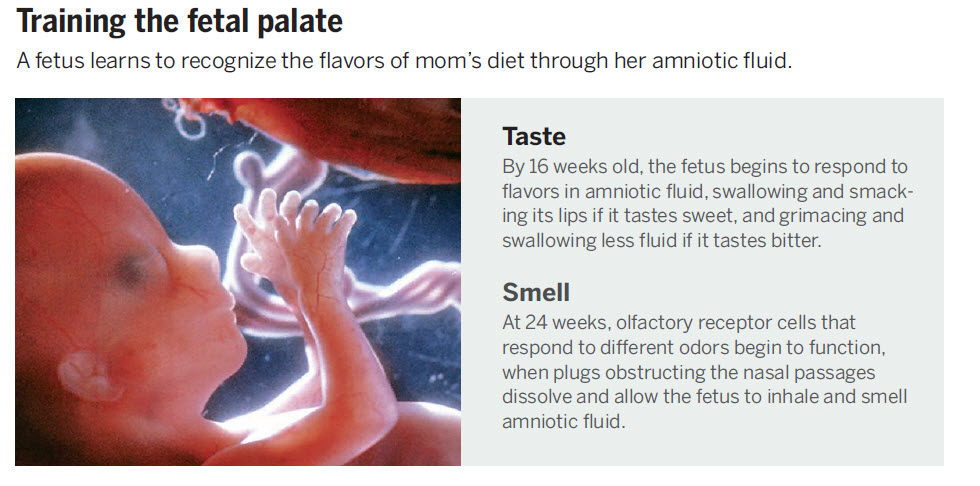 Training the fetal palate
A fetus learns to recognize the flavors of mom's diet through her amniotic fluid.
Taste
By 16 weeks old, the fetus begins to respond to
flavors in amniotic fluid, swallowing and smack-
ing its lips if it tastes sweet, and grimacing and
swallowing less fluid if it tastes bitter.
Smell
At 24 weeks, olfactory receptor cells that
respond to different odors begin to function,
when plugs obstructing the nasal passages
dissolve and allow the fetus to inhale and smell
amniotic fluid.